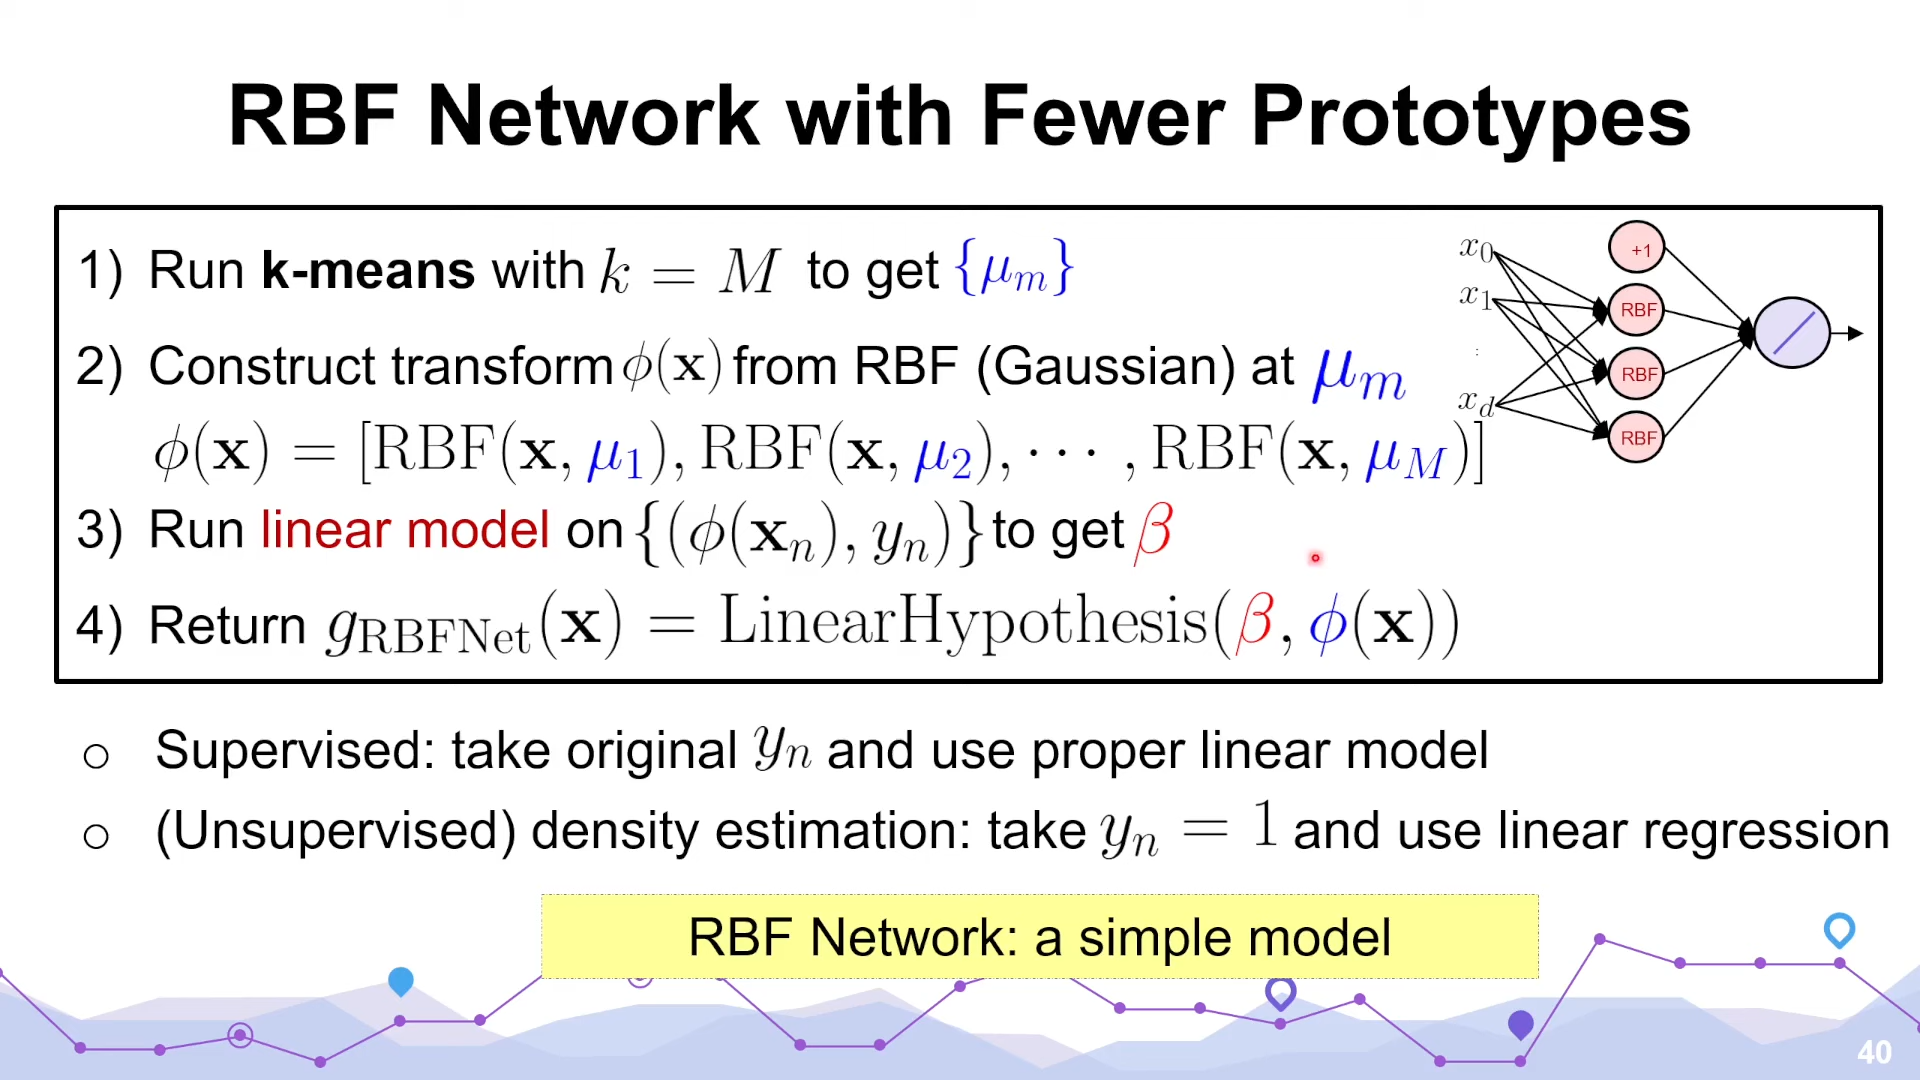 RBF Network with Fewer Prototypes
1) Run k-means with k = M to get {μ_m}
2) Construct transform ϕ(x) from RBF (Gaussian) at μ_m
ϕ(x) = [RBF(x, μ_1), RBF(x, μ_2), ⋯ , RBF(x, μ_M)]
3) Run linear model on {(ϕ(x_n), y_n)} to get β
4) Return g_RBFNet(x) = LinearHypothesis(β, ϕ(x))
x_0
x_1
:
x_d
+1
RBF
RBF
RBF
○ Supervised: take original y_n and use proper linear model
○ (Unsupervised) density estimation: take y_n = 1 and use linear regression
RBF Network: a simple model
40